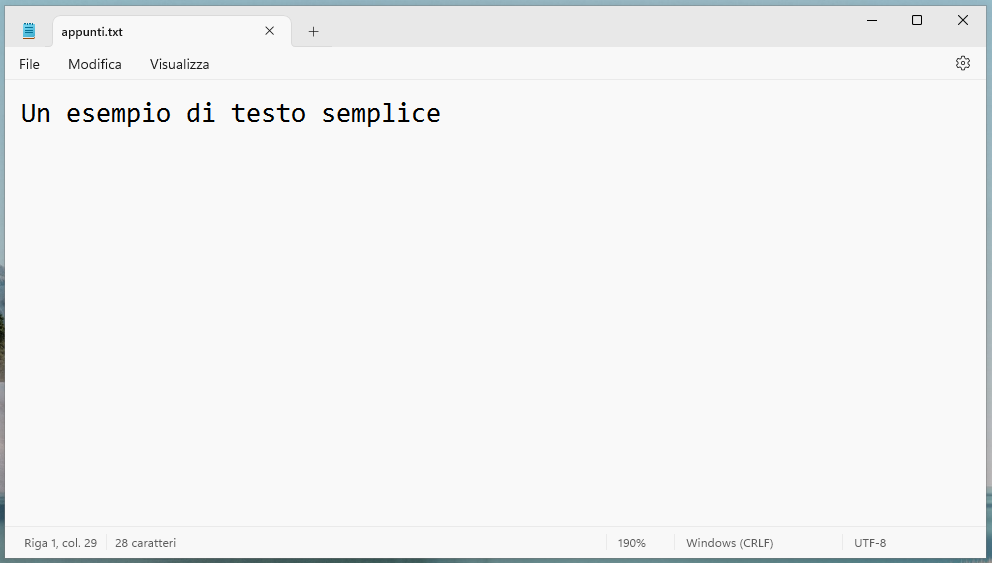 appunti.txt
File Modifica Visualizza
Un esempio di testo semplice
Riga 1, col. 29 28 caratteri 190% Windows (CRLF) UTF-8